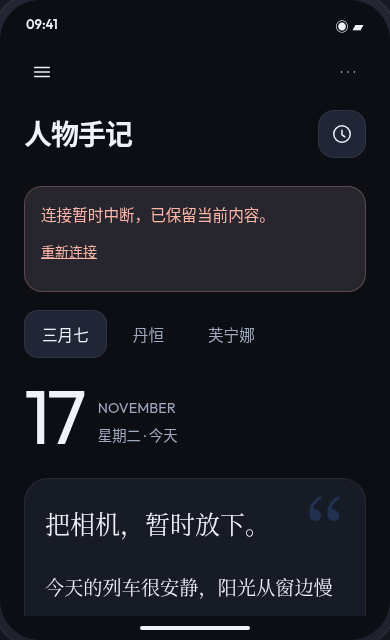 09:41
人物手记
连接暂时中断，已保留当前内容。
重新连接
三月七 丹恒 芙宁娜
17 NOVEMBER
星期二·今天
“
把相机，暂时放下。
今天的列车很安静，阳光从窗边慢